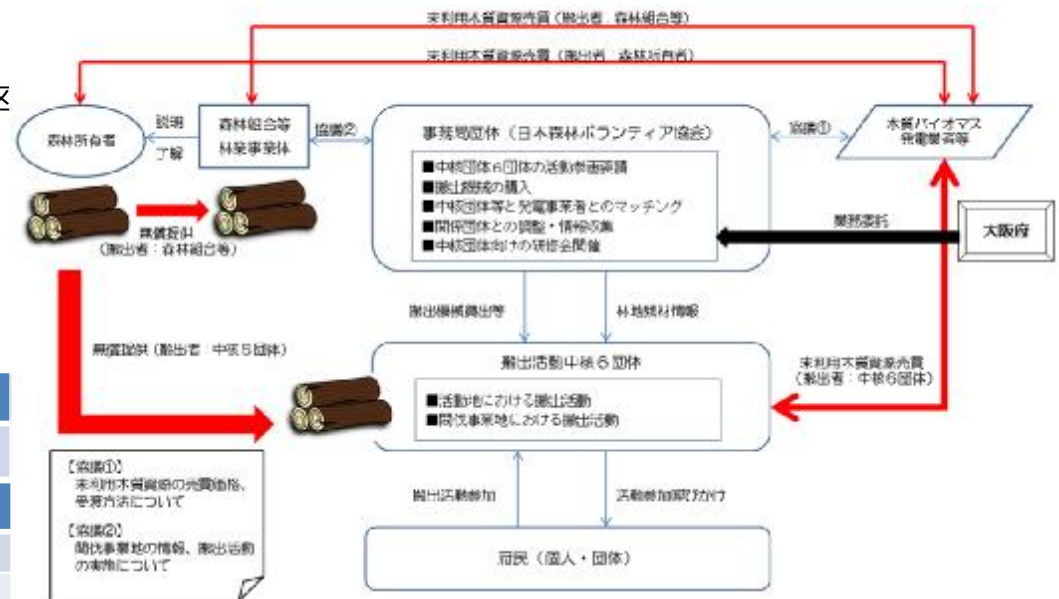 未利用木質資源売買（搬出者：森林組合等）
未利用木質資源売買（搬出者：森林所有者）
森林所有者
説明
了解
森林組合等
林業事業体
協議②
事務局団体（日本森林ボランティア協会）
■中核団体６団体の活動参画要請
■搬出機械の購入
■中核団体等と発電事業者とのマッチング
■関係団体との調整・情報収集
■中核団体向けの研修会開催
協議①
木質バイオマス
発電業者等
業務委託
大阪府
無償提供
（搬出者：森林組合等）
搬出機械貸出等
林地残材情報
無償提供（搬出者：中核５団体）
搬出活動中核６団体
■活動地における搬出活動
■間伐事業地における搬出活動
未利用木質資源売買
（搬出者：中核６団体）
【協議①】
未利用木質資源の売買価格、
受渡方法について
【協議②】
間伐事業地の情報、搬出活動
の実施について
搬出活動参加
活動参加呼びかけ
府民（個人・団体）